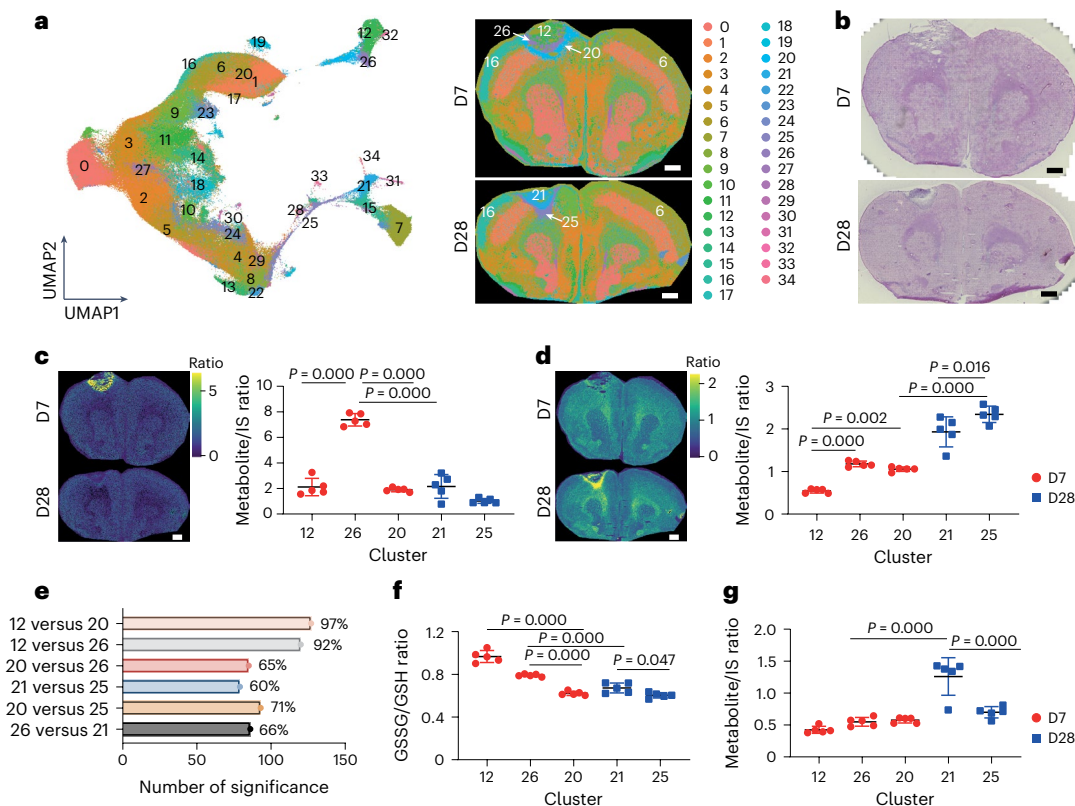 a
UMAP2
UMAP1
0
1
2
3
4
5
6
7
8
9
10
11
12
13
14
15
16
17
18
19
20
21
22
23
24
25
26
27
28
29
30
31
32
33
34
D7
26
12
20
16
6
D28
16
21
25
6
0
1
2
3
4
5
6
7
8
9
10
11
12
13
14
15
16
17
18
19
20
21
22
23
24
25
26
27
28
29
30
31
32
33
34
b
D7
D28
c
D7
D28
Ratio
5
0
Metabolite/IS ratio
10
8
6
4
2
0
P = 0.000
P = 0.000
P = 0.000
12 26 20 21 25
Cluster
d
D7
D28
Ratio
2
1
0
Metabolite/IS ratio
3
2
1
0
P = 0.016
P = 0.000
P = 0.002
P = 0.000
12 26 20 21 25
Cluster
D7
D28
e
12 versus 20 97%
12 versus 26 92%
20 versus 26 65%
21 versus 25 60%
20 versus 25 71%
26 versus 21 66%
0 50 100 150
Number of significance
f
GSSG/GSH ratio
1.2
0.8
0.4
0
P = 0.000
P = 0.000
P = 0.000
P = 0.047
12 26 20 21 25
Cluster
g
Metabolite/IS ratio
2.0
1.5
1.0
0.5
0
P = 0.000
P = 0.000
12 26 20 21 25
Cluster
D7
D28